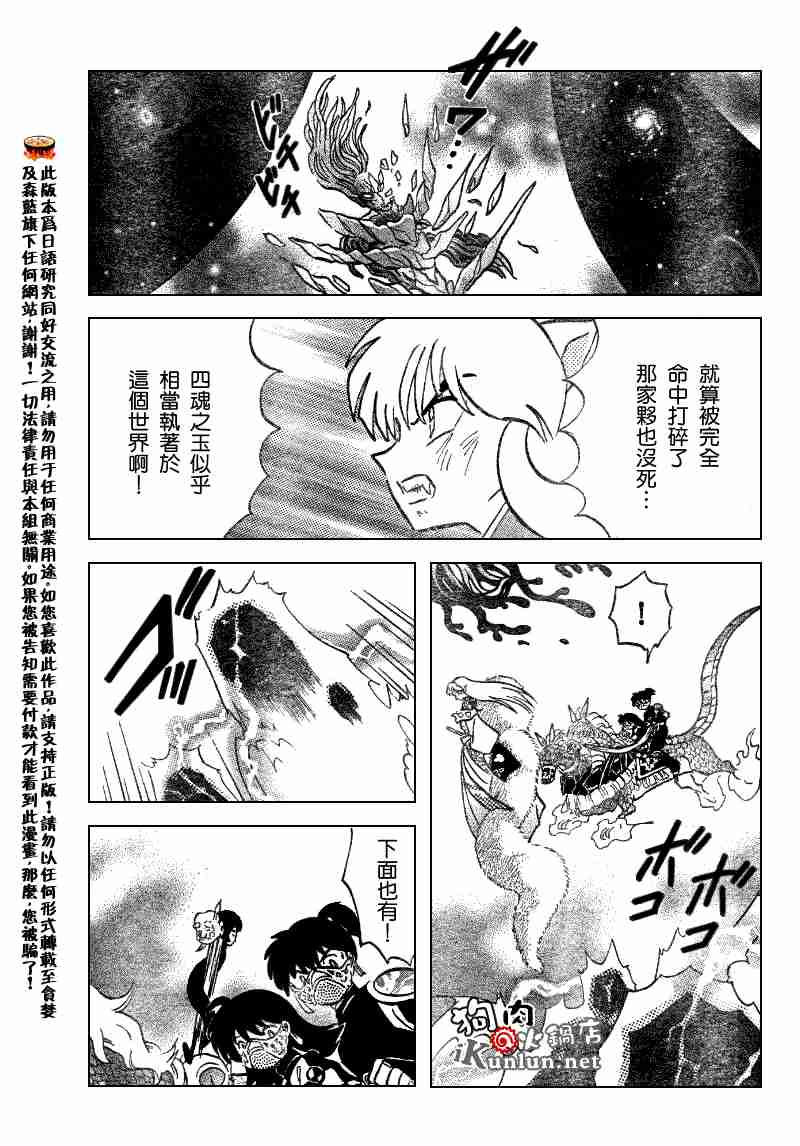 グワ…
ビチ
ビチ
就算被完全
命中打碎了
那家夥也沒死…
四魂之玉似乎
相當執著於
這個世界啊！
！
ボコ
ボコ
ズズ
下面也有！
狗肉火鍋店
iKunlun.net
此版本爲日語研究同好交流之用，請勿用于任何商業用途。如您喜歡此作品，請支持正版！請勿以任何形式轉載至貪婪
及森藍旗下任何網站，謝謝！一切法律責任與本組無關。如果您被告知需要付款才能看到此漫畫，那麼，您被騙了！